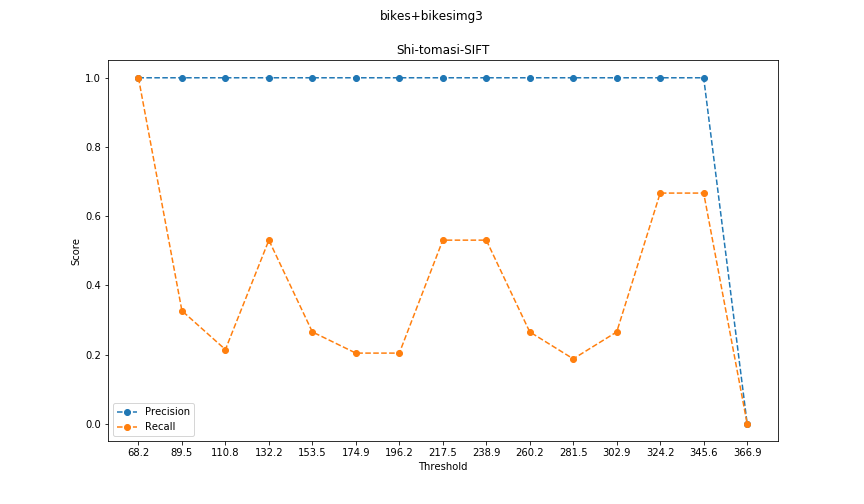 bikes+bikesimg3
Shi-tomasi-SIFT
Score
1.0
0.8
0.6
0.4
0.2
0.0
Precision
Recall
68.2 89.5 110.8 132.2 153.5 174.9 196.2 217.5 238.9 260.2 281.5 302.9 324.2 345.6 366.9
Threshold